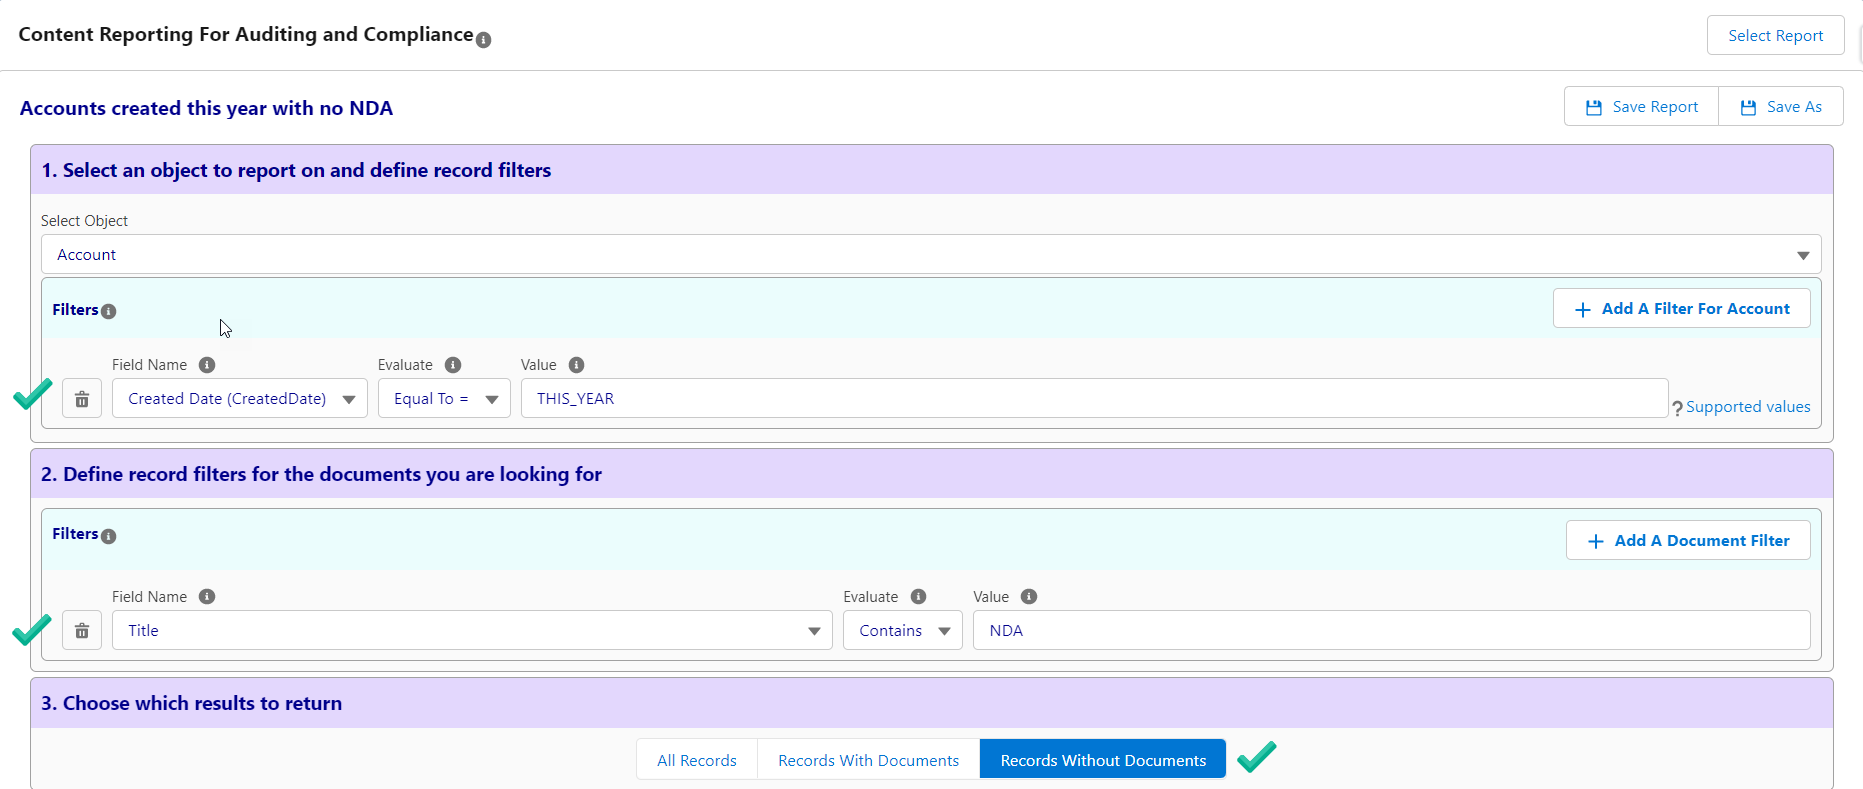 Content Reporting For Auditing and Compliance
Select Report
Accounts created this year with no NDA
Save Report
Save As
1. Select an object to report on and define record filters
Select Object
Account
Filters
Add A Filter For Account
Field Name
Evaluate
Value
Created Date (CreatedDate)
Equal To =
THIS_YEAR
? Supported values
2. Define record filters for the documents you are looking for
Filters
Add A Document Filter
Field Name
Evaluate
Value
Title
Contains
NDA
3. Choose which results to return
All Records
Records With Documents
Records Without Documents